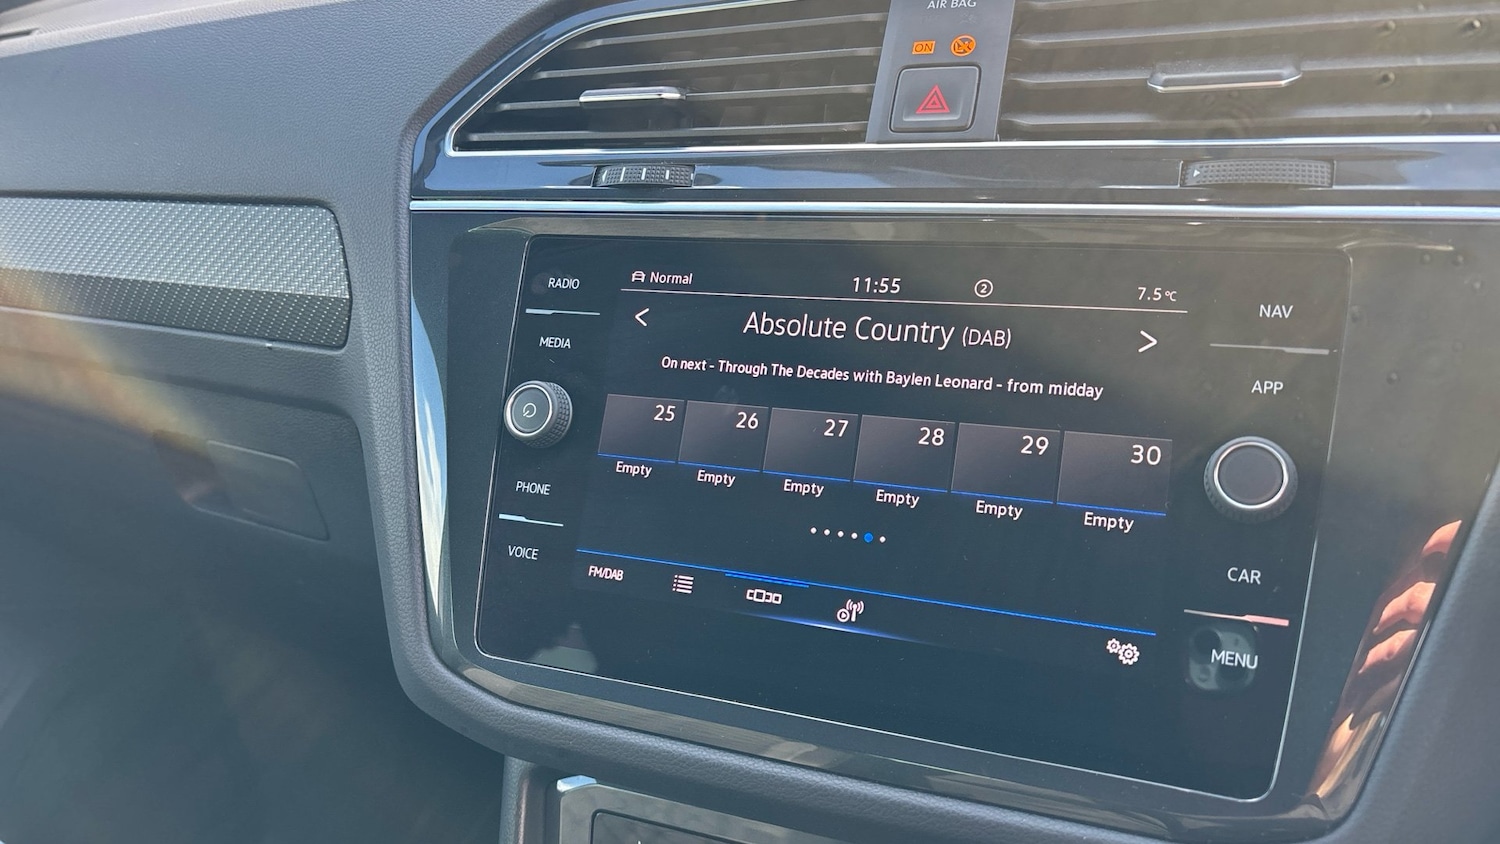 AIR BAG
ON
RADIO
MEDIA
PHONE
VOICE
Normal
11:55
2
7.5 °C
Absolute Country (DAB)
On next - Through The Decades with Baylen Leonard - from midday
25 26 27 28 29 30
Empty Empty Empty Empty Empty Empty
FM/DAB
NAV
APP
CAR
MENU